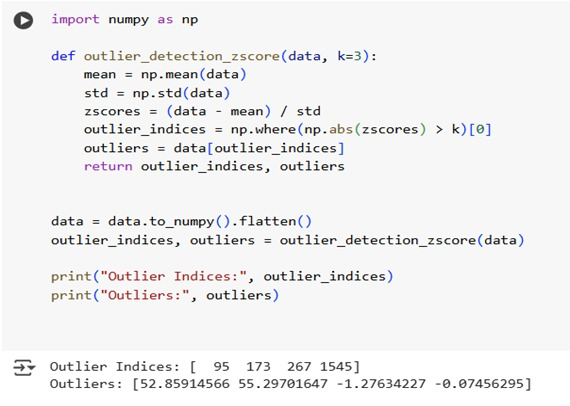 import numpy as np
def outlier_detection_zscore(data, k=3):
mean = np.mean(data)
std = np.std(data)
zscores = (data - mean) / std
outlier_indices = np.where(np.abs(zscores) > k)[0]
outliers = data[outlier_indices]
return outlier_indices, outliers
data = data.to_numpy().flatten()
outlier_indices, outliers = outlier_detection_zscore(data)
print("Outlier Indices:", outlier_indices)
print("Outliers:", outliers)
Outlier Indices: [  95  173  267 1545]
Outliers: [52.85914566 55.29701647 -1.27634227 -0.07456295]